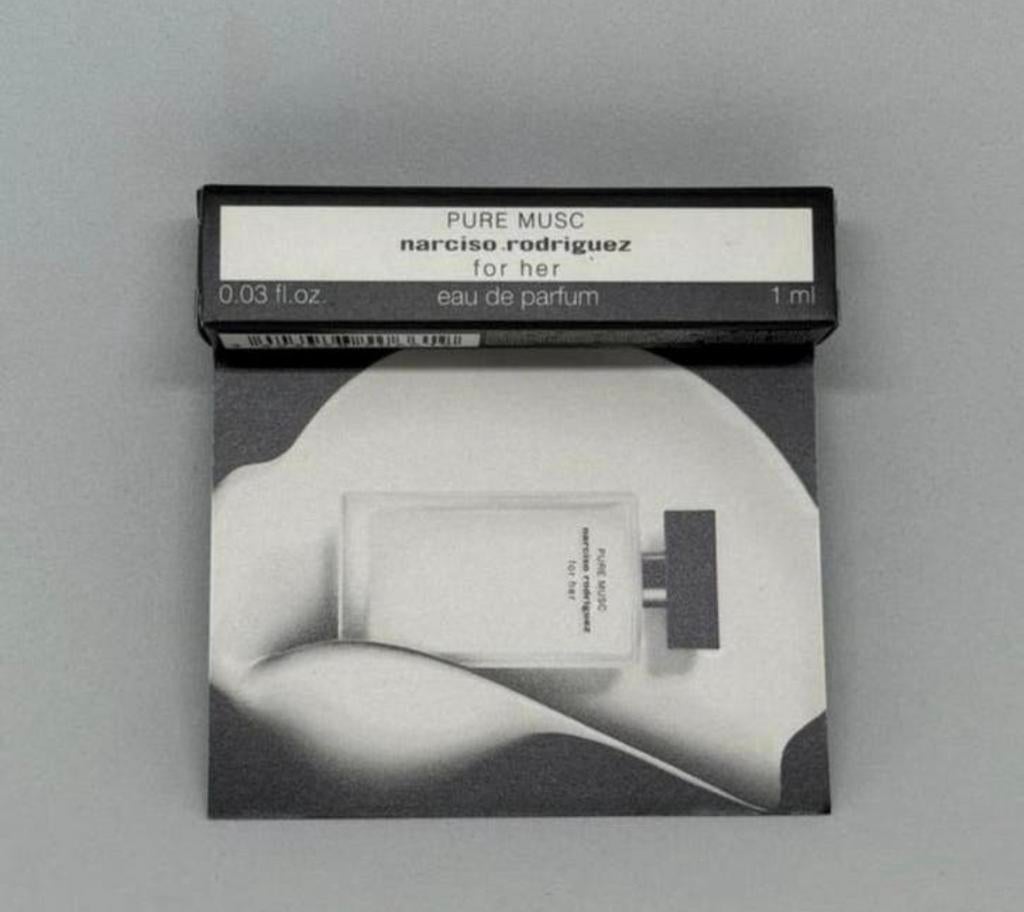 PURE MUSC
narciso rodriguez
for her
0.03 fl.oz. eau de parfum 1 ml
PURE MUSC
narciso rodriguez
for her